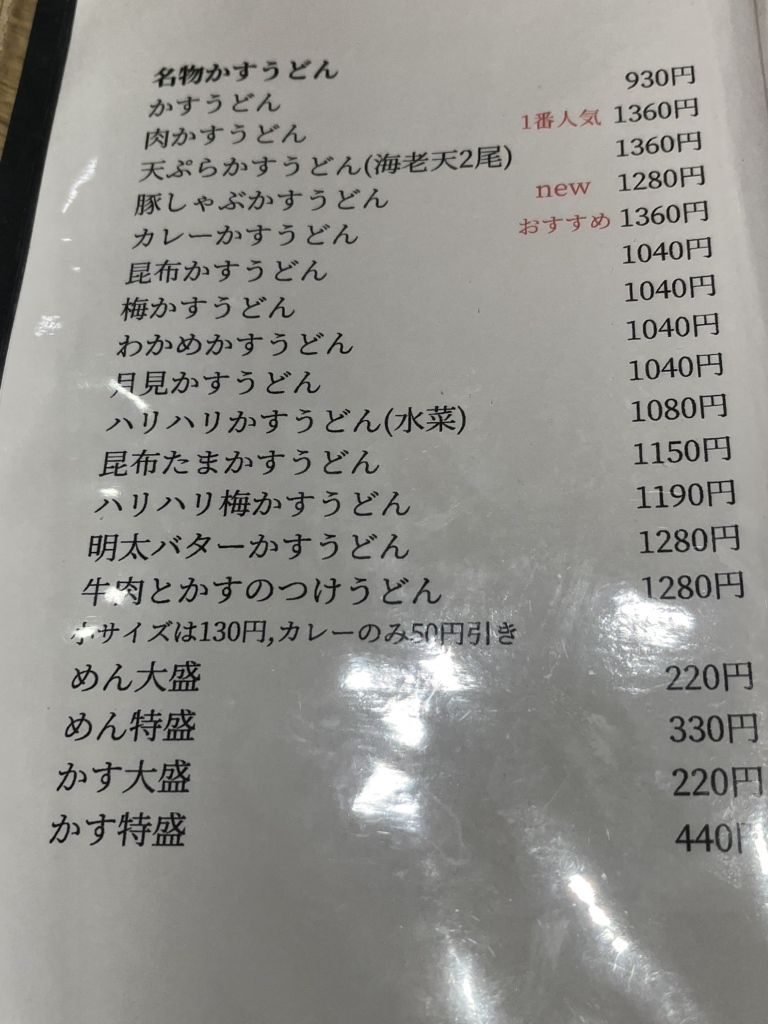 名物かすうどん
かすうどん 930円
肉かすうどん 1番人気 1360円
天ぷらかすうどん(海老天2尾) 1360円
豚しゃぶかすうどん new 1280円
カレーかすうどん おすすめ 1360円
昆布かすうどん 1040円
梅かすうどん 1040円
わかめかすうどん 1040円
月見かすうどん 1040円
ハリハリかすうどん(水菜) 1080円
昆布たまかすうどん 1150円
ハリハリ梅かすうどん 1190円
明太バターかすうどん 1280円
牛肉とかすのつけうどん 1280円
小サイズは130円,カレーのみ50円引き
めん大盛 220円
めん特盛 330円
かす大盛 220円
かす特盛 440円